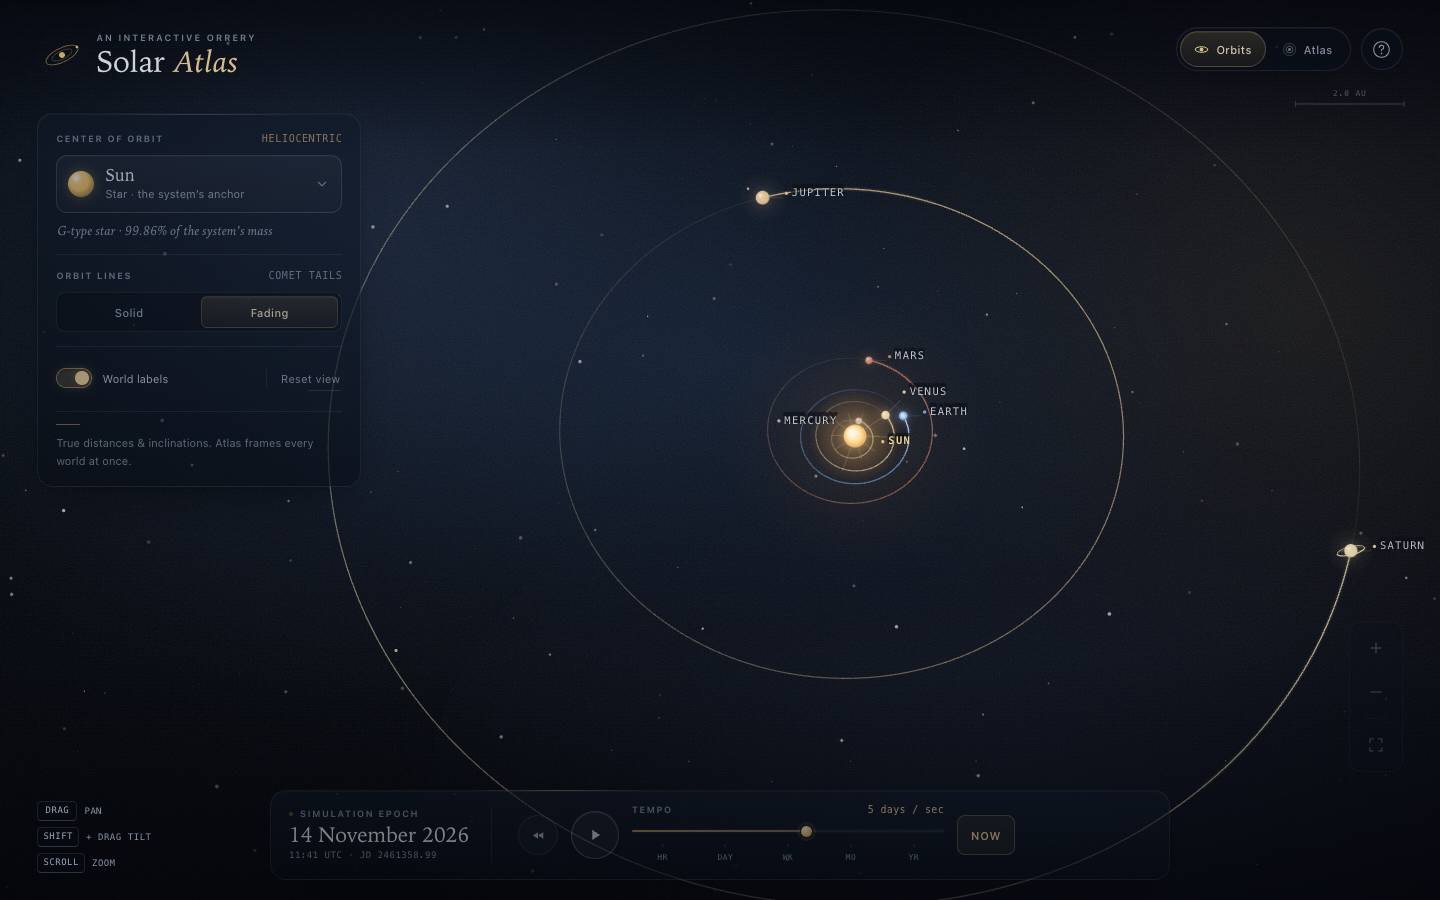 AN INTERACTIVE ORRERY
Solar Atlas
Orbits
Atlas
2.0 AU
CENTER OF ORBIT
HELIOCENTRIC
Sun
Star · the system's anchor
G-type star · 99.86% of the system's mass
ORBIT LINES
COMET TAILS
Solid
Fading
World labels
Reset view
True distances & inclinations. Atlas frames every
world at once.
JUPITER
MARS
VENUS
EARTH
MERCURY
SUN
SATURN
DRAG PAN
SHIFT + DRAG TILT
SCROLL ZOOM
SIMULATION EPOCH
14 November 2026
11:41 UTC · JD 2461358.99
TEMPO
5 days / sec
HR
DAY
WK
MO
YR
NOW